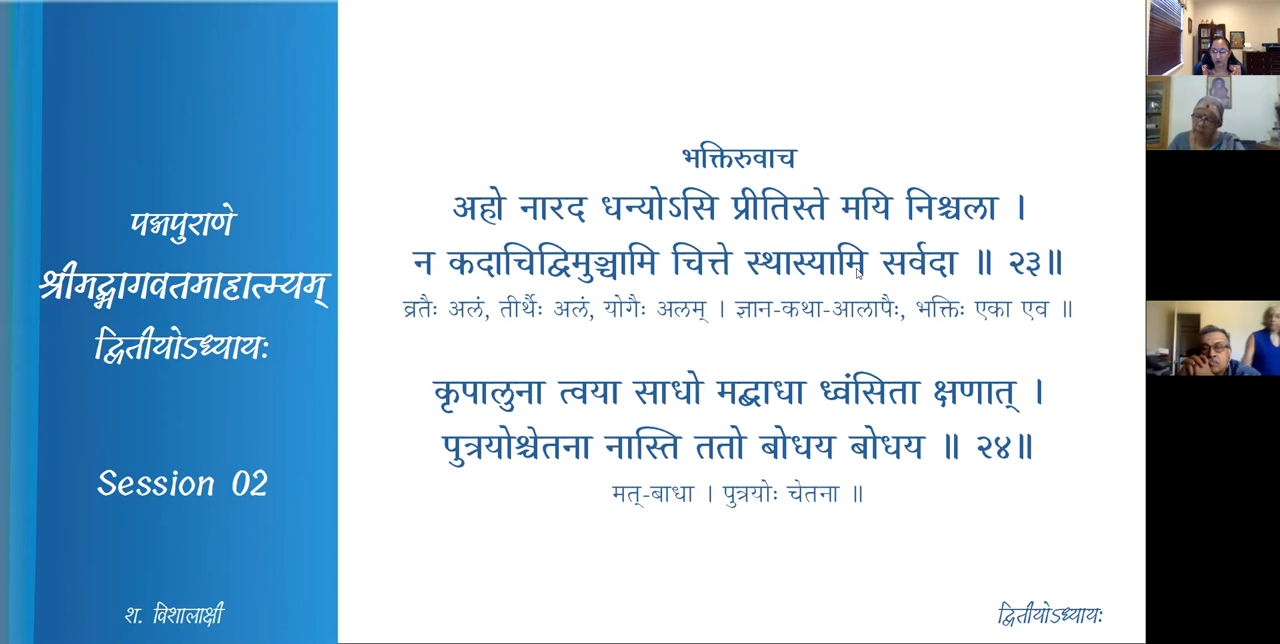 पद्मपुराणे
श्रीमद्भागवतमाहात्म्यम्
द्वितीयोऽध्यायः
Session 02
श. विशालाक्षी
भक्तिरुवाच
अहो नारद धन्योऽसि प्रीतिस्ते मयि निश्चला ।
न कदाचिद्विमुञ्चामि चित्ते स्थास्यामि सर्वदा ॥ २३॥
व्रतैः अलं, तीर्थैः अलं, योगैः अलम् । ज्ञान-कथा-आलापैः, भक्तिः एका एव ॥
कृपालुना त्वया साधो मद्बाधा ध्वंसिता क्षणात् ।
पुत्रयोश्चेतना नास्ति ततो बोधय बोधय ॥ २४॥
मत्-बाधा । पुत्रयोः चेतना ॥
द्वितीयोऽध्यायः